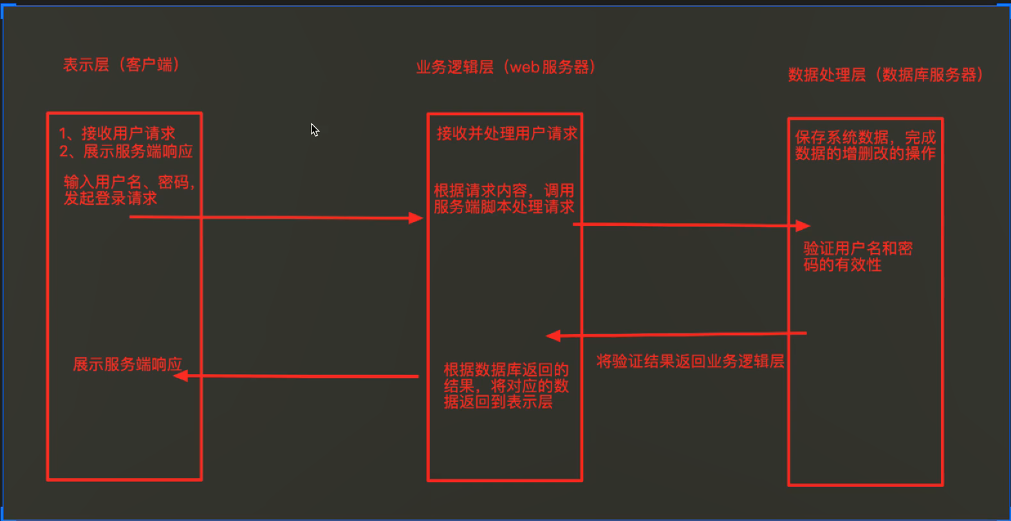 表示层（客户端）
业务逻辑层（web服务器）
数据处理层（数据库服务器）
1、接收用户请求
2、展示服务端响应
输入用户名、密码，
发起登录请求
展示服务端响应
接收并处理用户请求
根据请求内容，调用
服务端脚本处理请求
根据数据库返回的
结果，将对应的数
据返回到表示层
保存系统数据，完成
数据的增删改的操作
验证用户名和密
码的有效性
将验证结果返回业务逻辑层